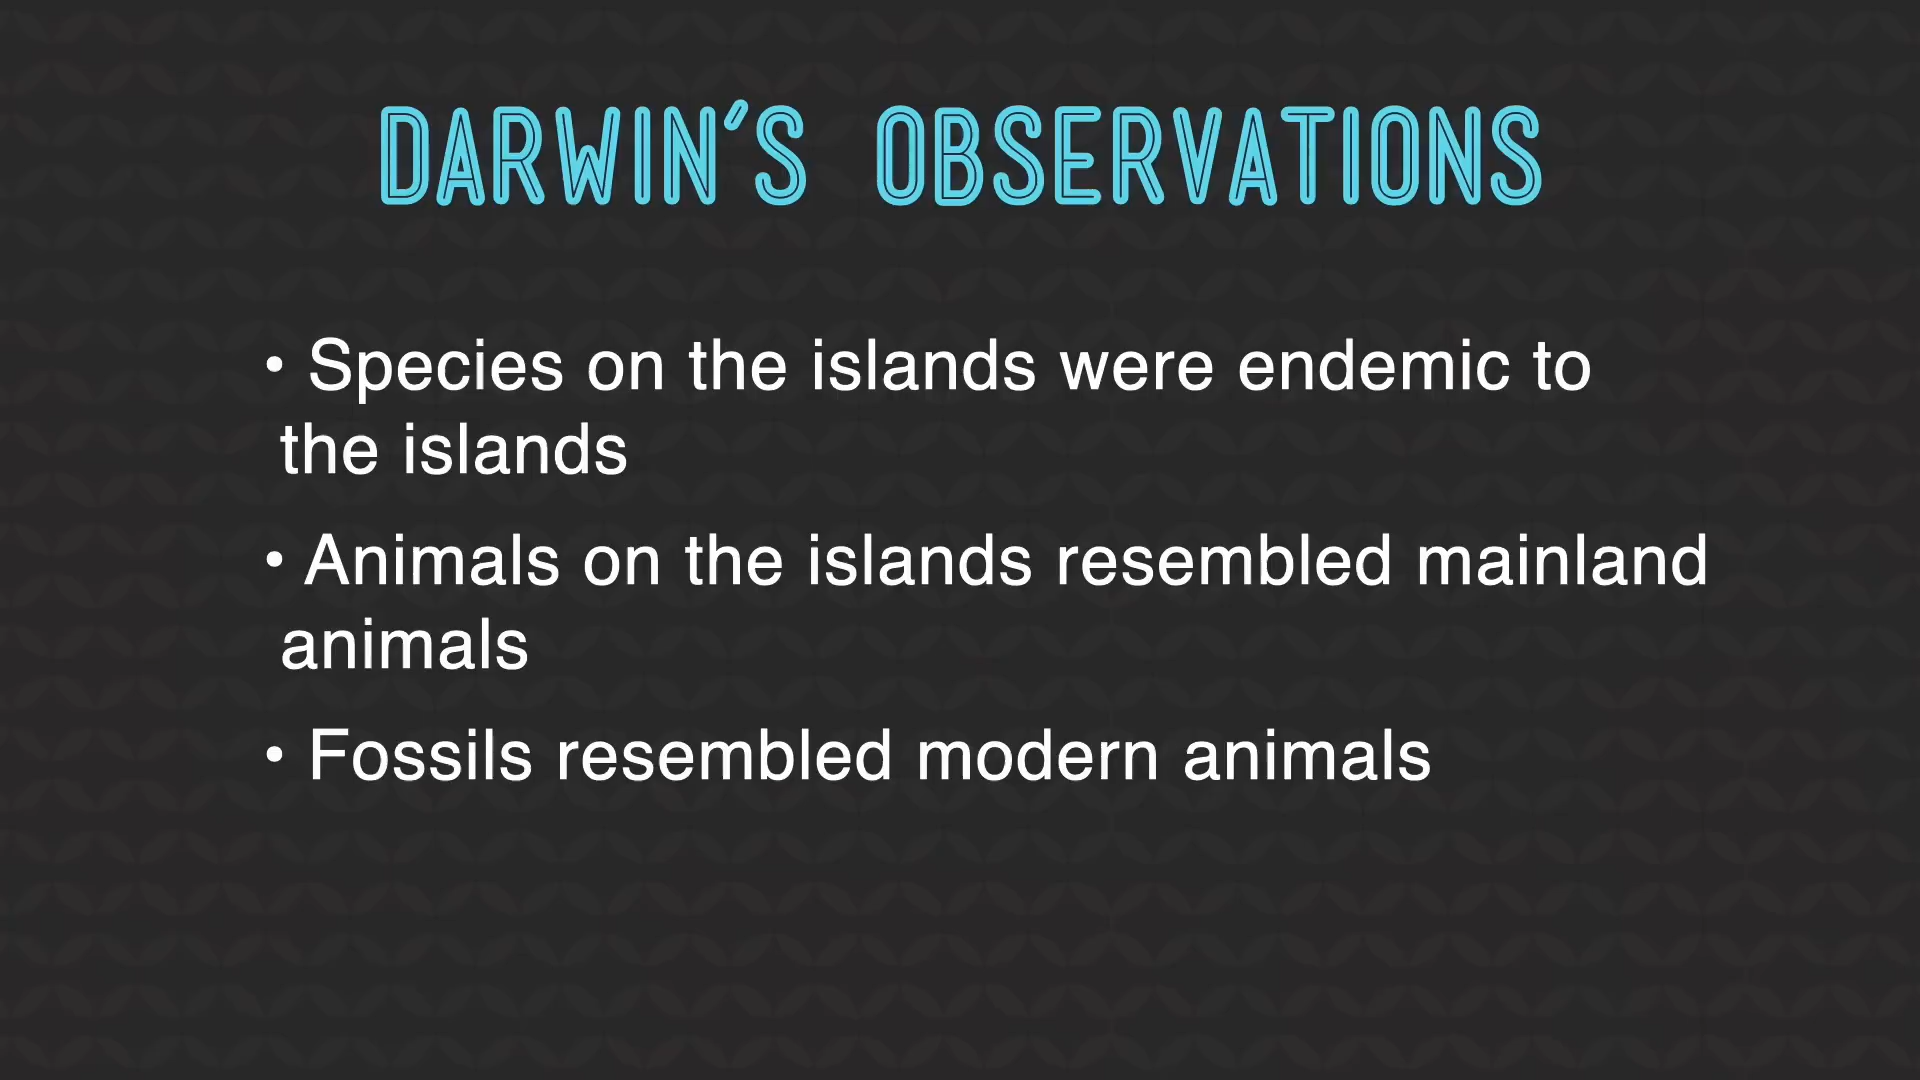 DARWIN'S OBSERVATIONS
• Species on the islands were endemic to
the islands
• Animals on the islands resembled mainland
animals
• Fossils resembled modern animals